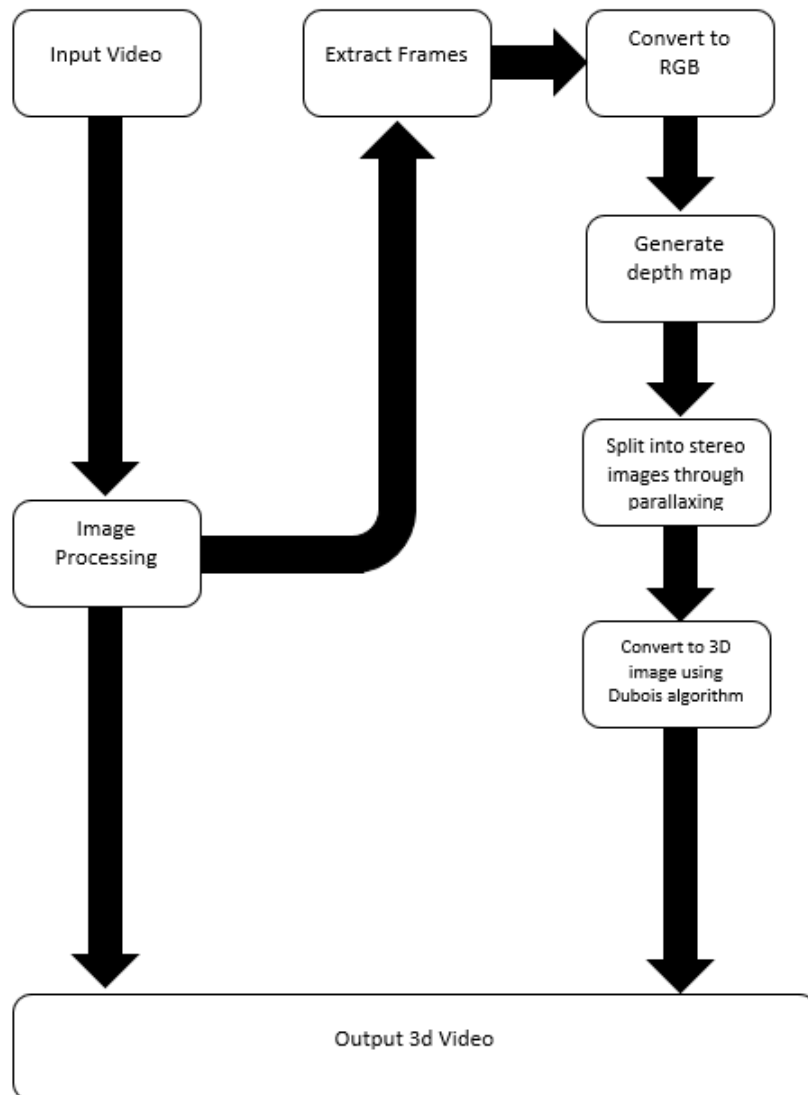 Input Video
Extract Frames
Convert to
RGB
Generate
depth map
Split into stereo
images through
parallaxing
Image
Processing
Convert to 3D
image using
Dubois algorithm
Output 3d Video